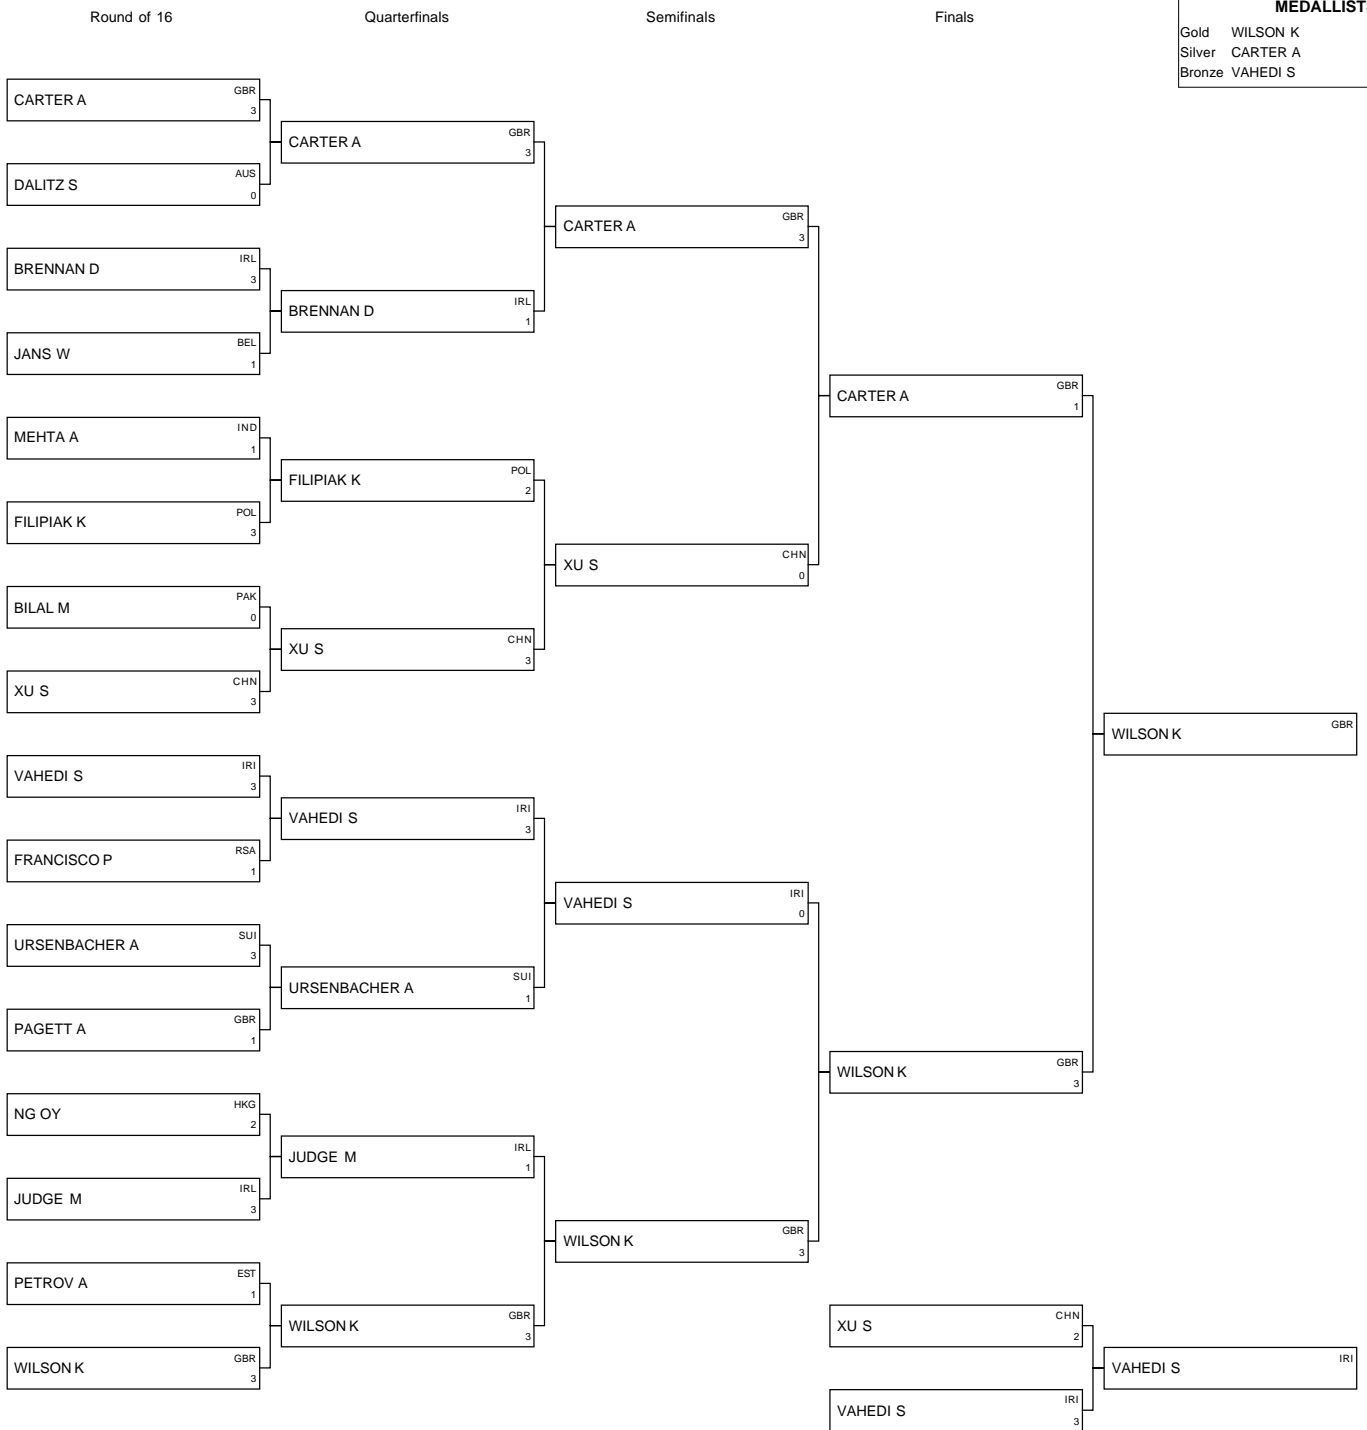 Round of 16 Quarterfinals Semifinals Finals
MEDALLIST
Gold WILSON K
Silver CARTER A
Bronze VAHEDI S
CARTER A GBR 3
DALITZ S AUS 0
BRENNAN D IRL 3
JANS W BEL 1
MEHTA A IND 1
FILIPIAK K POL 3
BILAL M PAK 0
XU S CHN 3
VAHEDI S IRI 3
FRANCISCO P RSA 1
URSENBACHER A SUI 3
PAGETT A GBR 1
NG OY HKG 2
JUDGE M IRL 3
PETROV A EST 1
WILSON K GBR 3
CARTER A GBR 3
BRENNAN D IRL 1
FILIPIAK K POL 2
XU S CHN 3
VAHEDI S IRI 3
URSENBACHER A SUI 1
JUDGE M IRL 1
WILSON K GBR 3
CARTER A GBR 3
XU S CHN 0
VAHEDI S IRI 0
WILSON K GBR 3
CARTER A GBR 1
WILSON K GBR 3
WILSON K GBR
XU S CHN 2
VAHEDI S IRI 3
VAHEDI S IRI